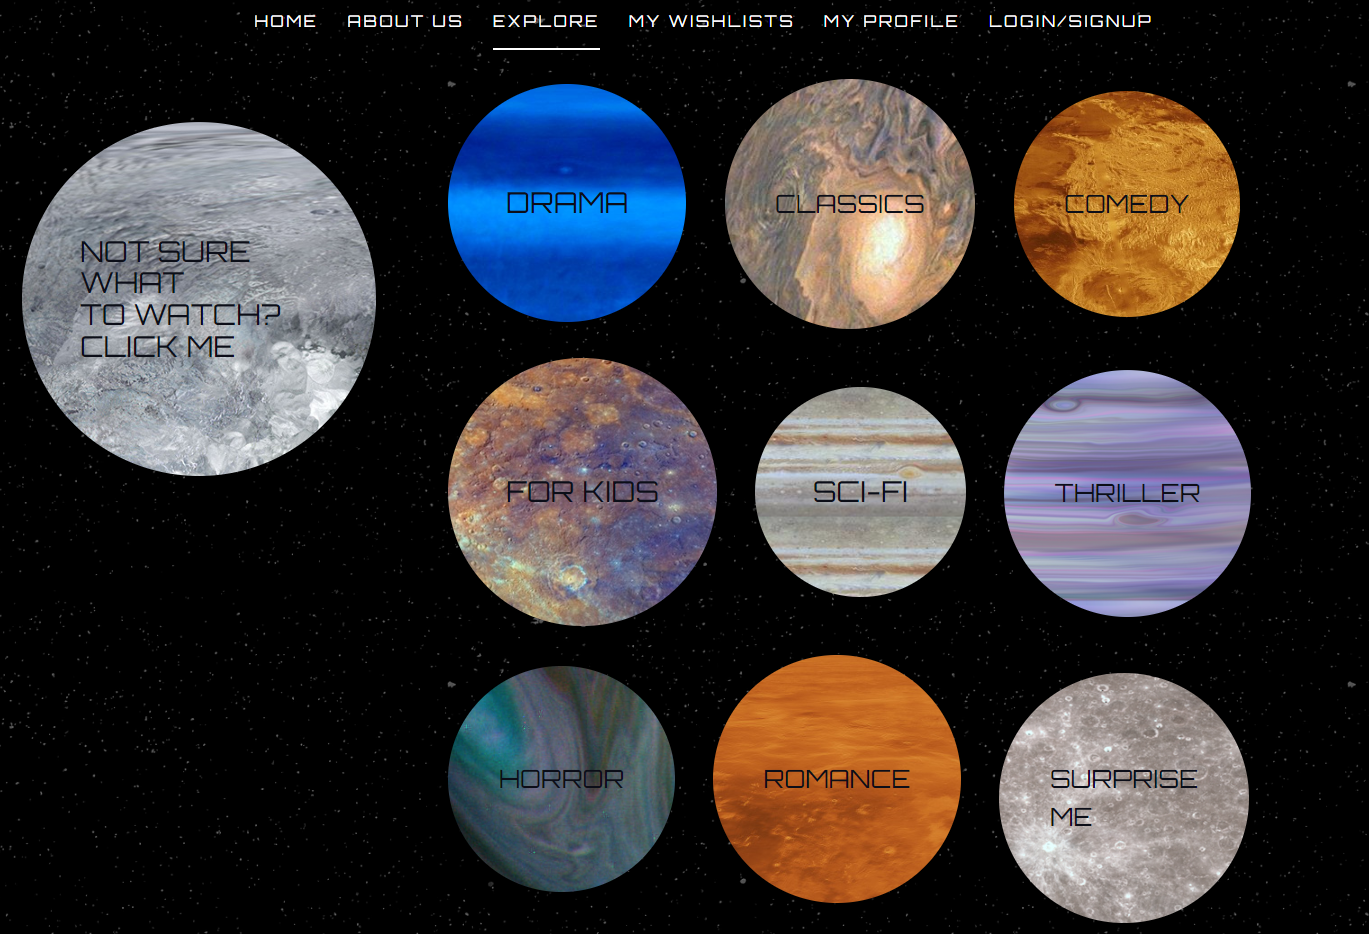 HOME ABOUT US EXPLORE MY WISHLISTS MY PROFILE LOGIN/SIGNUP
NOT SURE
WHAT
TO WATCH?
CLICK ME
DRAMA
CLASSICS
COMEDY
FOR KIDS
SCI-FI
THRILLER
HORROR
ROMANCE
SURPRISE
ME